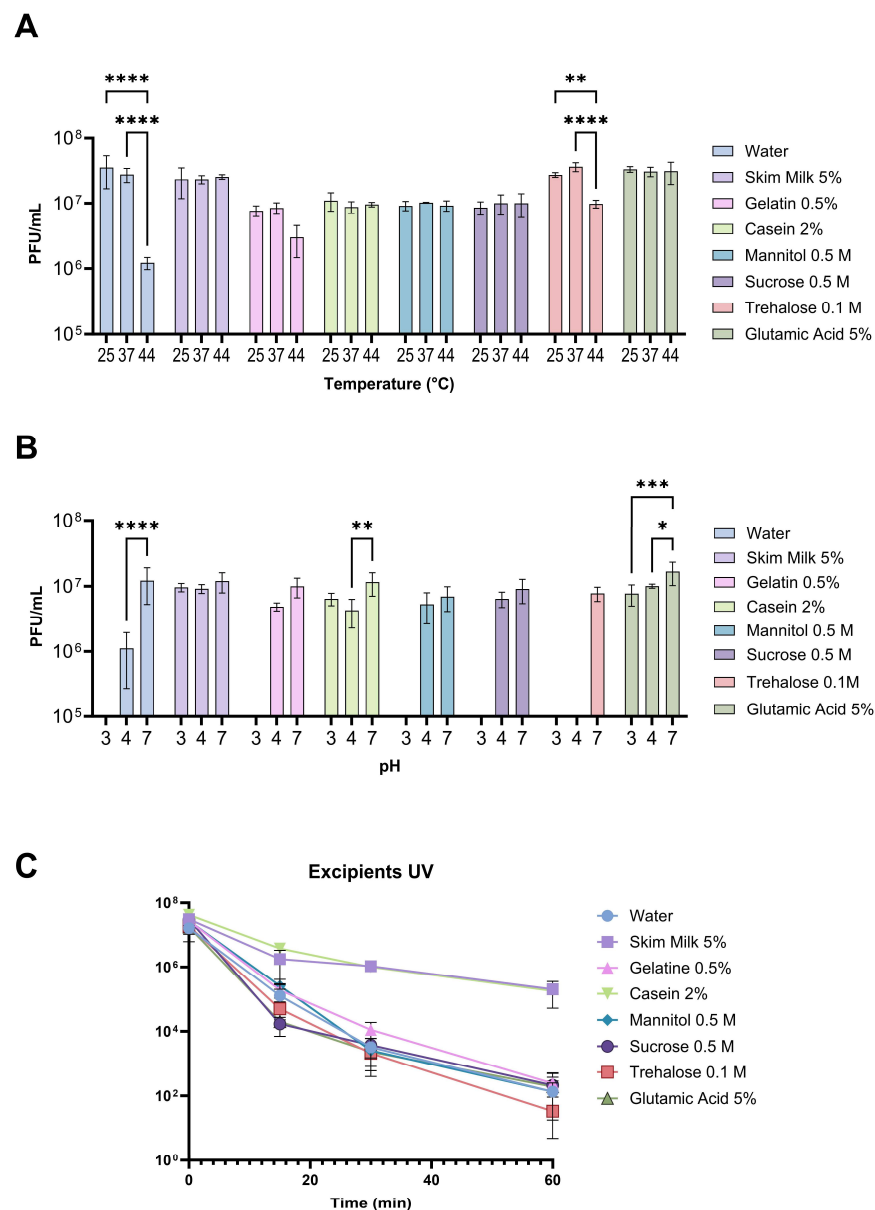 A
**** **
**** ****
10⁸
10⁷
10⁶
10⁵
PFU/mL
25 37 44 25 37 44 25 37 44 25 37 44 25 37 44 25 37 44 25 37 44 25 37 44
Temperature (°C)
Water
Skim Milk 5%
Gelatin 0.5%
Casein 2%
Mannitol 0.5 M
Sucrose 0.5 M
Trehalose 0.1 M
Glutamic Acid 5%
B
***
**** ** *
10⁸
10⁷
10⁶
10⁵
PFU/mL
3 4 7 3 4 7 3 4 7 3 4 7 3 4 7 3 4 7 3 4 7 3 4 7
pH
Water
Skim Milk 5%
Gelatin 0.5%
Casein 2%
Mannitol 0.5 M
Sucrose 0.5 M
Trehalose 0.1M
Glutamic Acid 5%
C
Excipients UV
10⁸
10⁶
10⁴
10²
10⁰
0 20 40 60
Time (min)
Water
Skim Milk 5%
Gelatine 0.5%
Casein 2%
Mannitol 0.5 M
Sucrose 0.5 M
Trehalose 0.1 M
Glutamic Acid 5%